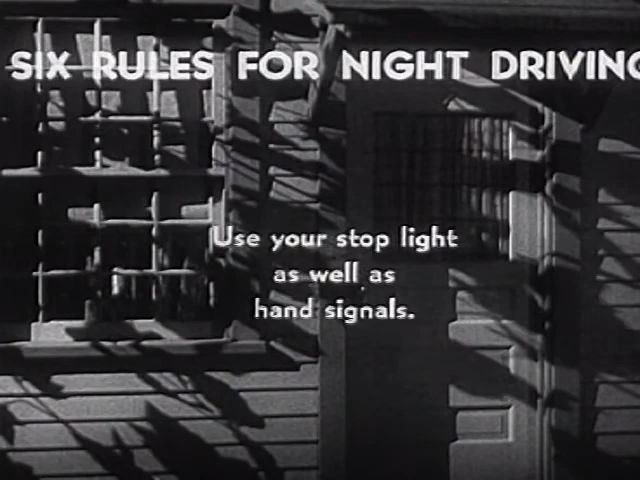 SIX RULES FOR NIGHT DRIVING
Use your stop light
as well as
hand signals.